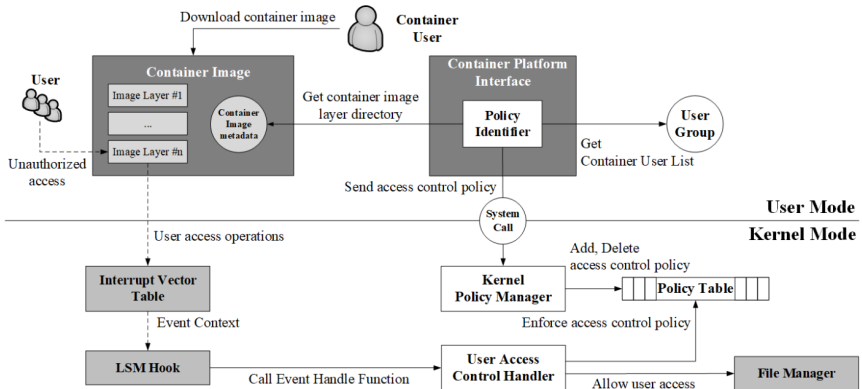 Download container image
Container
User
User
Container Image
Image Layer #1
...
Image Layer #n
Container
Image
metadata
Get container image
layer directory
Container Platform
Interface
Policy
Identifier
User
Group
Get
Container User List
Unauthorized
access
Send access control policy
User Mode
System
Call
Kernel Mode
User access operations
Add, Delete
access control policy
Interrupt Vector
Table
Kernel
Policy Manager
Policy Table
Event Context
Enforce access control policy
LSM Hook
Call Event Handle Function
User Access
Control Handler
Allow user access
File Manager